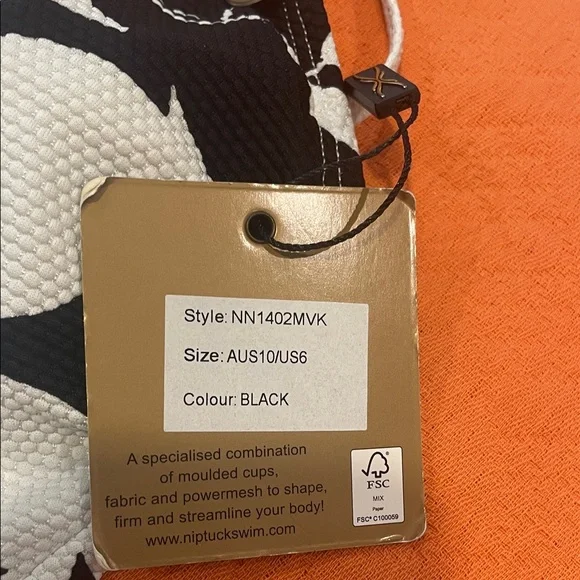 Style: NN1402MVK
Size: AUS10/US6
Colour: BLACK
A specialised combination
of moulded cups,
fabric and powermesh to shape,
firm and streamline your body!
www.niptuckswim.com
FSC
MIX
Paper
FSC® C100059